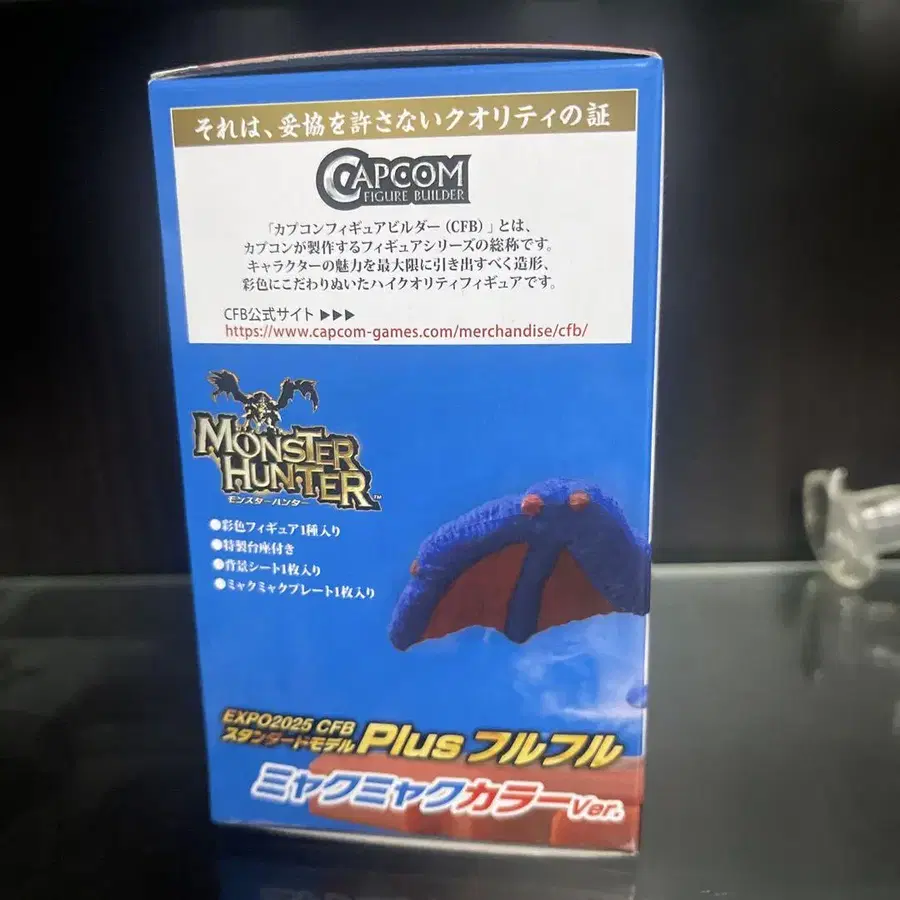 それは、妥協を許さないクオリティの証
CAPCOM
FIGURE BUILDER
「カプコンフィギュアビルダー（CFB）」とは、
カプコンが製作するフィギュアシリーズの総称です。
キャラクターの魅力を最大限に引き出すべく造形、
彩色にこだわりぬいたハイクオリティフィギュアです。
CFB公式サイト ▶▶▶
https://www.capcom-games.com/merchandise/cfb/
MONSTER
HUNTER™
モンスターハンター
●彩色フィギュア1種入り
●特製台座付き
●背景シート1枚入り
●ミャクミャクプレート1枚入り
EXPO2025 CFB
スタンダードモデル Plus フルフル
ミャクミャクカラーVer.